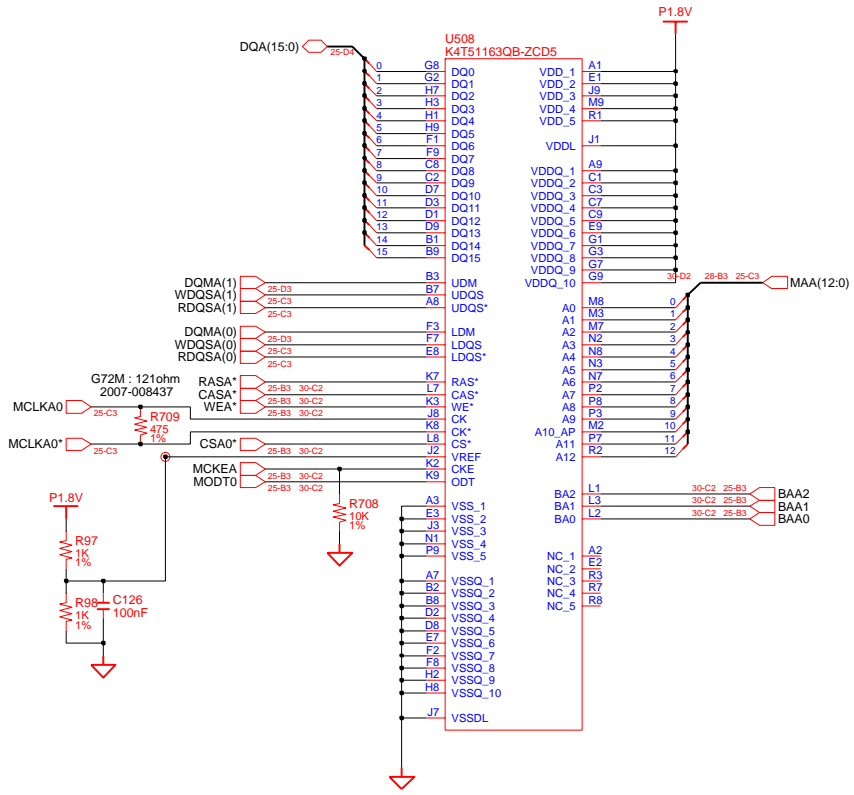 P1.8V
U508
K4T51163QB-ZCD5
DQA(15:0) 25-D4
0 G8 DQ0
1 G2 DQ1
2 H7 DQ2
3 H3 DQ3
4 H1 DQ4
5 H9 DQ5
6 F1 DQ6
7 F9 DQ7
8 C8 DQ8
9 C2 DQ9
10 D7 DQ10
11 D3 DQ11
12 D1 DQ12
13 D9 DQ13
14 B1 DQ14
15 B9 DQ15
DQMA(1) 25-D3 B3 UDM
WDQSA(1) 25-C3 B7 UDQS
RDQSA(1) 25-C3 A8 UDQS*
DQMA(0) 25-D3 F3 LDM
WDQSA(0) 25-C3 F7 LDQS
RDQSA(0) 25-C3 E8 LDQS*
G72M : 121ohm
2007-008437
RASA* 25-B3 30-C2 K7 RAS*
CASA* 25-B3 30-C2 L7 CAS*
WEA* 25-B3 30-C2 K3 WE*
MCLKA0 25-C3 J8 CK
R709
475
1%
MCLKA0* 25-C3 K8 CK*
CSA0* 25-B3 30-C2 L8 CS*
J2 VREF
MCKEA 25-B3 30-C2 K2 CKE
MODT0 25-B3 30-C2 K9 ODT
R708
10K
1%
P1.8V
R97
1K
1%
R98
1K
1%
C126
100nF
A3 VSS_1
E3 VSS_2
J3 VSS_3
N1 VSS_4
P9 VSS_5
A7 VSSQ_1
B2 VSSQ_2
B8 VSSQ_3
D2 VSSQ_4
D8 VSSQ_5
E7 VSSQ_6
F2 VSSQ_7
F8 VSSQ_8
H2 VSSQ_9
H8 VSSQ_10
J7 VSSDL
VDD_1 A1
VDD_2 E1
VDD_3 J9
VDD_4 M9
VDD_5 R1
VDDL J1
VDDQ_1 A9
VDDQ_2 C1
VDDQ_3 C3
VDDQ_4 C7
VDDQ_5 C9
VDDQ_6 E9
VDDQ_7 G1
VDDQ_8 G3
VDDQ_9 G7
VDDQ_10 G9
30-D2 28-B3 25-C3 MAA(12:0)
A0 M8 0
A1 M3 1
A2 M7 2
A3 N2 3
A4 N8 4
A5 N3 5
A6 N7 6
A7 P2 7
A8 P8 8
A9 P3 9
A10_AP M2 10
A11 P7 11
A12 R2 12
BA2 L1 30-C2 25-B3 BAA2
BA1 L3 30-C2 25-B3 BAA1
BA0 L2 30-C2 25-B3 BAA0
NC_1 A2
NC_2 E2
NC_3 R3
NC_4 R7
NC_5 R8